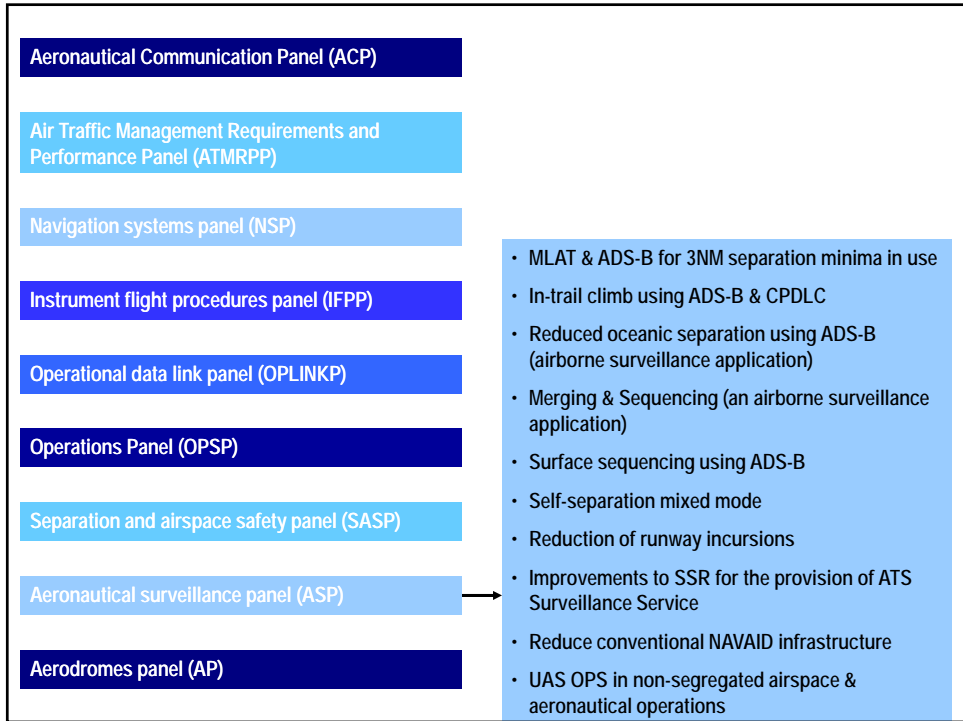 Aeronautical Communication Panel (ACP)
Air Traffic Management Requirements and
Performance Panel (ATMRPP)
Navigation systems panel (NSP)
Instrument flight procedures panel (IFPP)
Operational data link panel (OPLINKP)
Operations Panel (OPSP)
Separation and airspace safety panel (SASP)
Aeronautical surveillance panel (ASP)
Aerodromes panel (AP)
• MLAT & ADS-B for 3NM separation minima in use
• In-trail climb using ADS-B & CPDLC
• Reduced oceanic separation using ADS-B
(airborne surveillance application)
• Merging & Sequencing (an airborne surveillance
application)
• Surface sequencing using ADS-B
• Self-separation mixed mode
• Reduction of runway incursions
• Improvements to SSR for the provision of ATS
Surveillance Service
• Reduce conventional NAVAID infrastructure
• UAS OPS in non-segregated airspace &
aeronautical operations